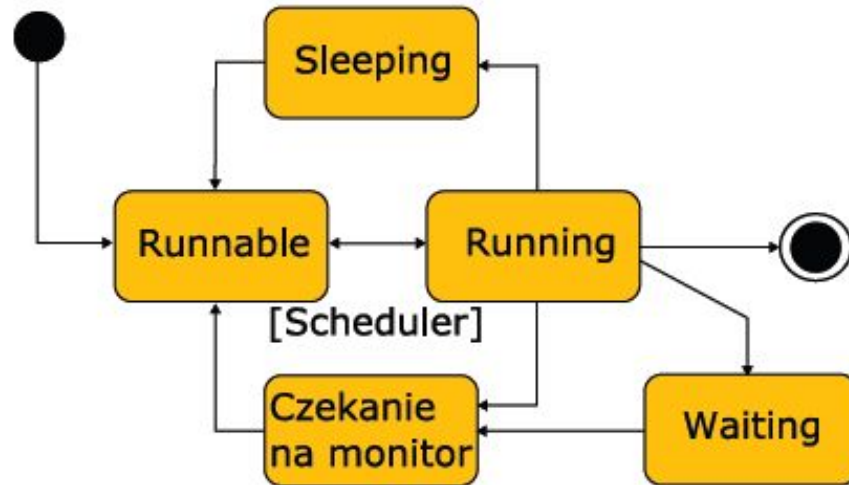 Sleeping
Runnable
Running
[Scheduler]
Czekanie
na monitor
Waiting